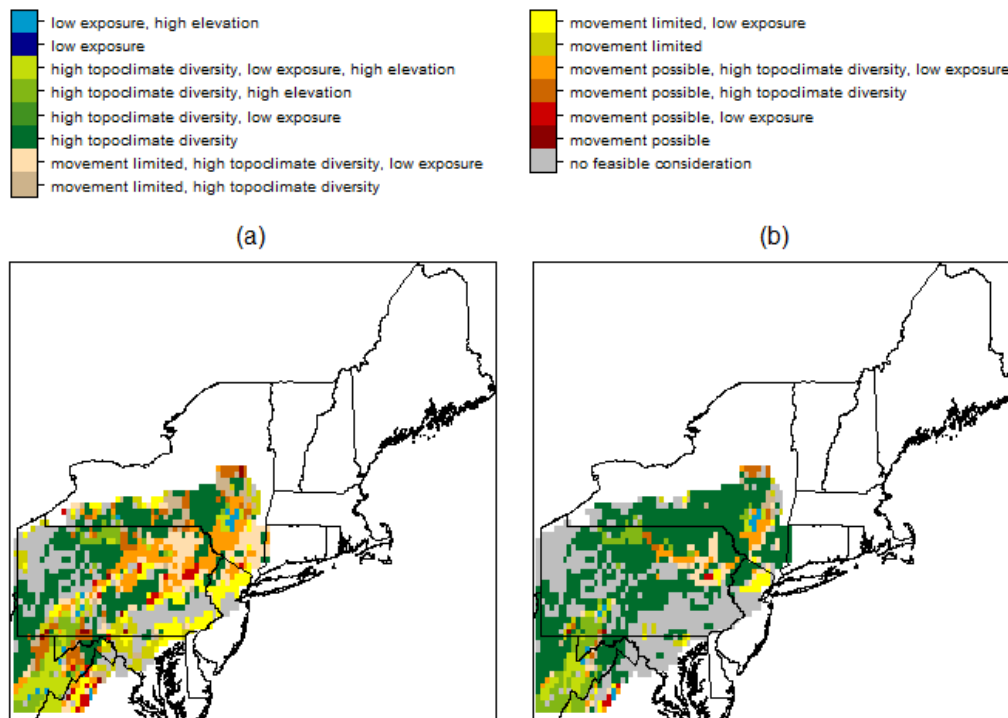 low exposure, high elevation
low exposure
high topoclimate diversity, low exposure, high elevation
high topoclimate diversity, high elevation
high topoclimate diversity, low exposure
high topoclimate diversity
movement limited, high topoclimate diversity, low exposure
movement limited, high topoclimate diversity
movement limited, low exposure
movement limited
movement possible, high topoclimate diversity, low exposure
movement possible, high topoclimate diversity
movement possible, low exposure
movement possible
no feasible consideration
(a)
(b)